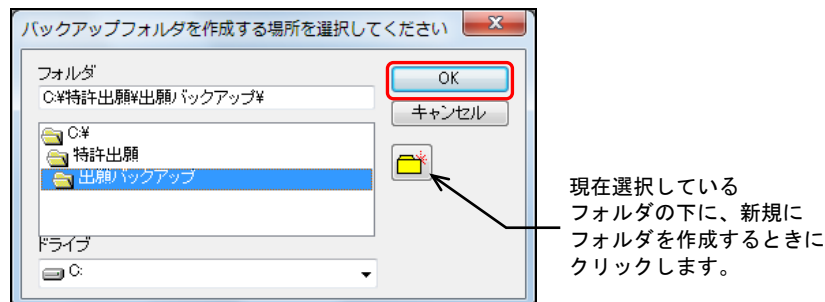 バックアップフォルダを作成する場所を選択してください
フォルダ
C:¥特許出願¥出願バックアップ¥
OK
キャンセル
C:¥
特許出願
出願バックアップ
現在選択している
フォルダの下に、新規に
フォルダを作成するときに
クリックします。
ドライブ
C: